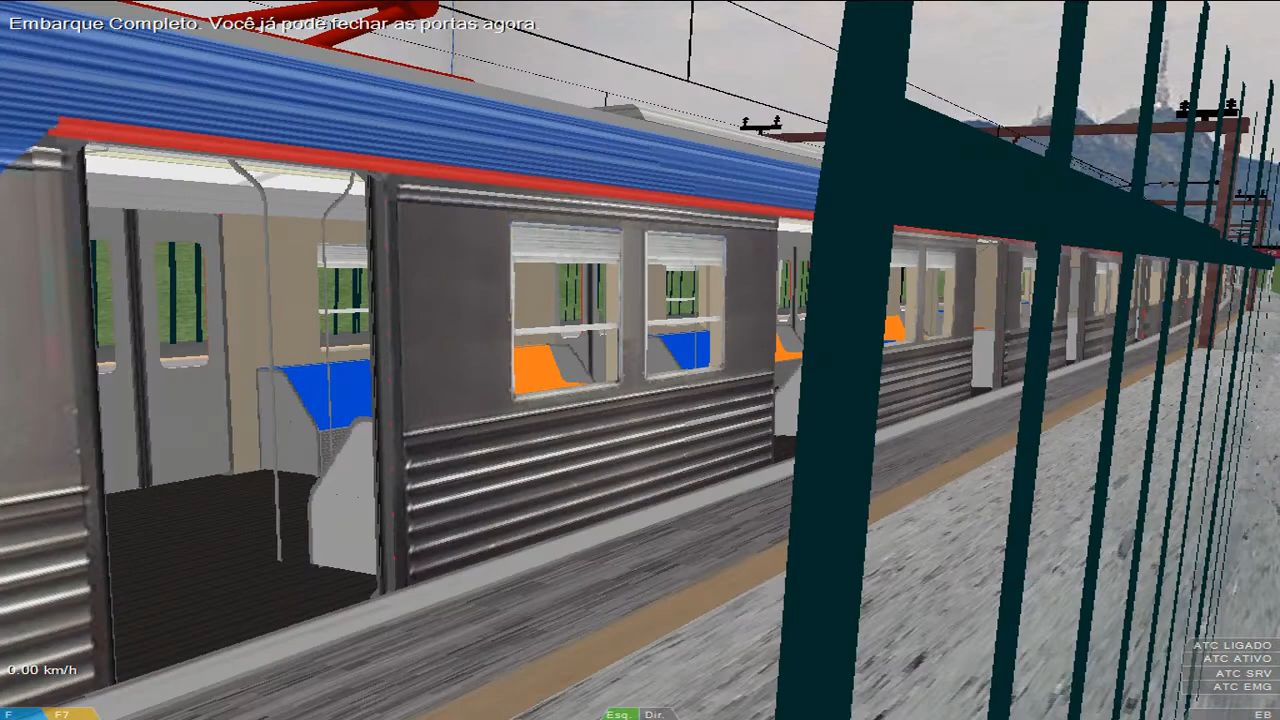 Embarque Completo. Você já pode fechar as portas agora
0.00 km/h
ATC LIGADO
ATC ATIVO
ATC SRV
ATC EMG
F F7 Esq. Dir. EB